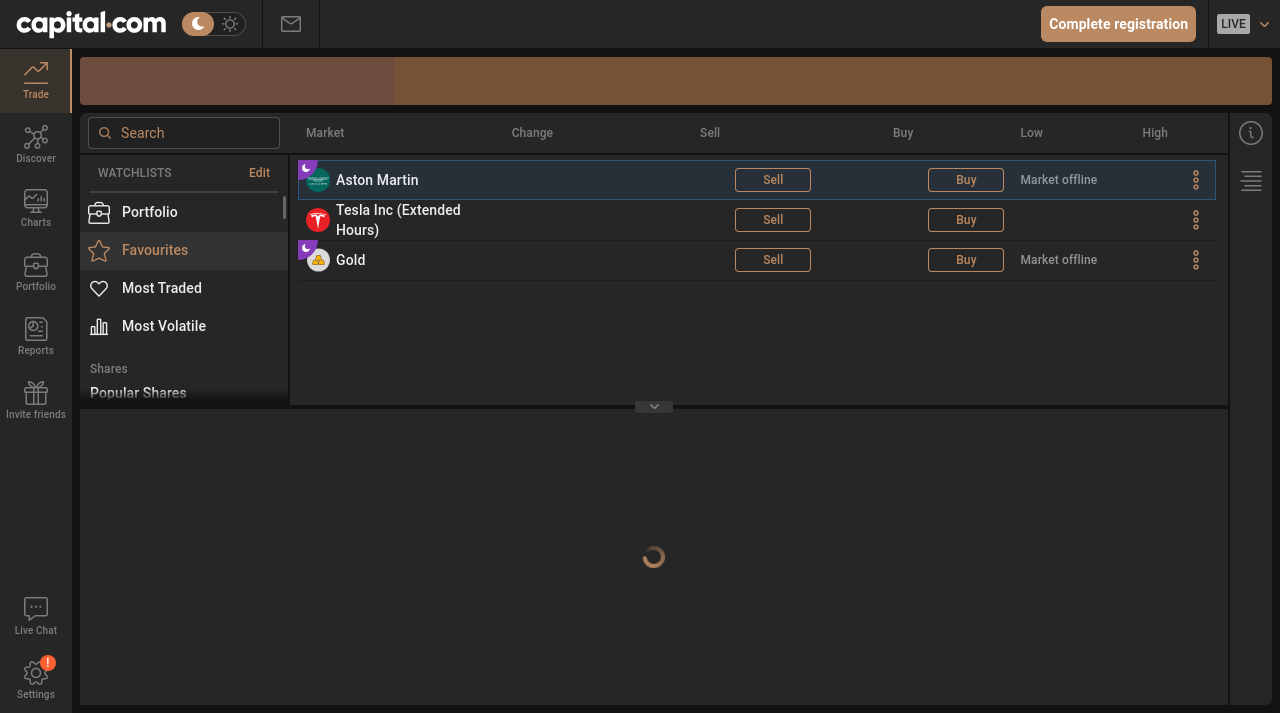 capital.com
Complete registration
LIVE
Trade
Discover
Charts
Portfolio
Reports
Invite friends
Live Chat
!
Settings
Search
Market Change Sell Buy Low High
WATCHLISTS Edit
Portfolio
Favourites
Most Traded
Most Volatile
Shares
Popular Shares
Aston Martin Sell Buy Market offline
Tesla Inc (Extended
Hours) Sell Buy
Gold Sell Buy Market offline